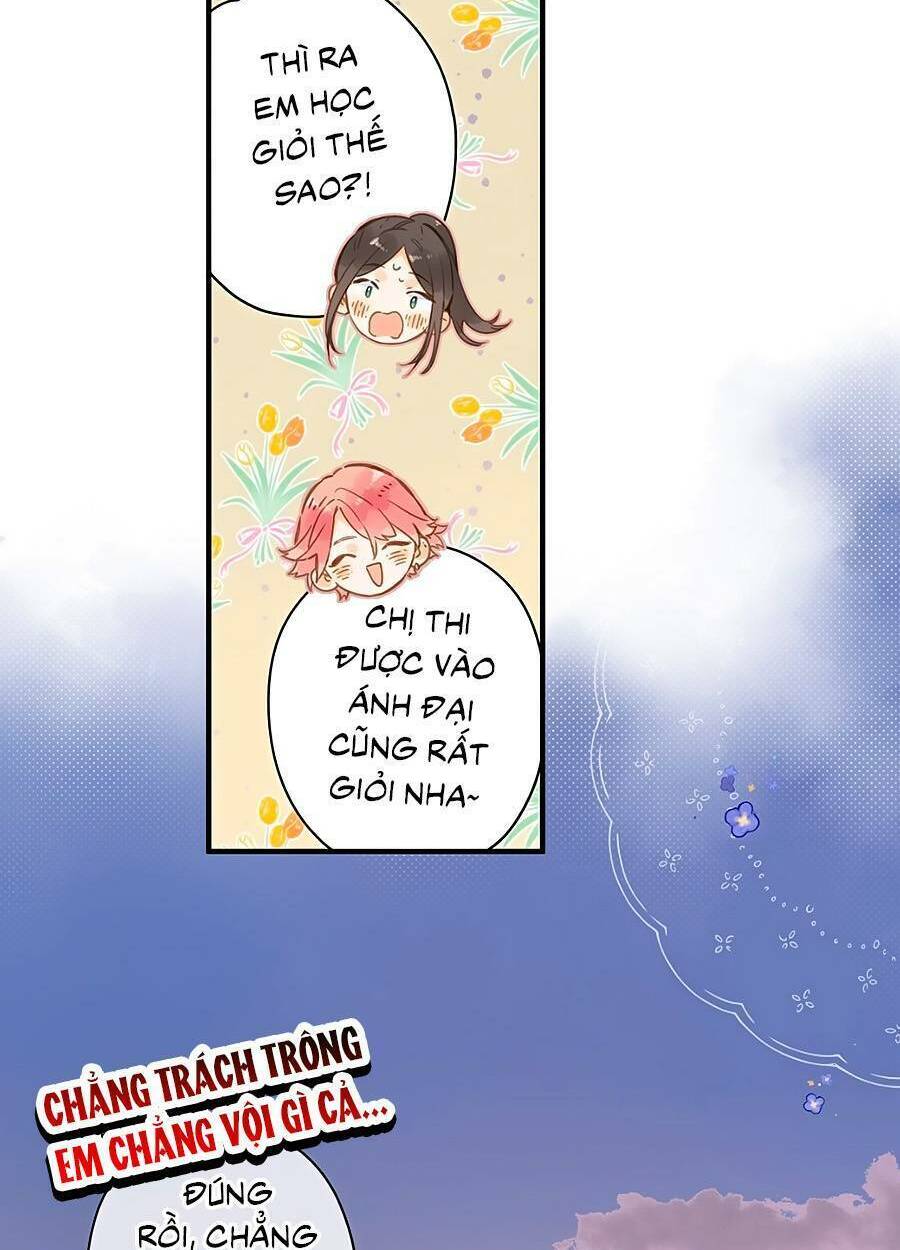 THÌ RA
EM HỌC
GIỎI THẾ
SAO?!
CHỊ THI
ĐƯỢC VÀO
ÁNH ĐẠI
CŨNG RẤT
GIỎI NHA~
CHẲNG TRÁCH TRÔNG
EM CHẲNG VỘI GÌ CẢ...
ĐÚNG
RỒI, CHẲNG